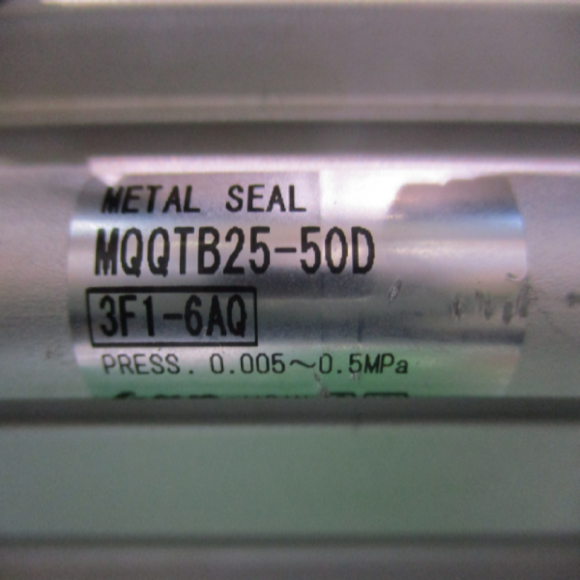 METAL SEAL
MQQTB25-50D
3F1-6AQ
PRESS. 0.005～0.5MPa